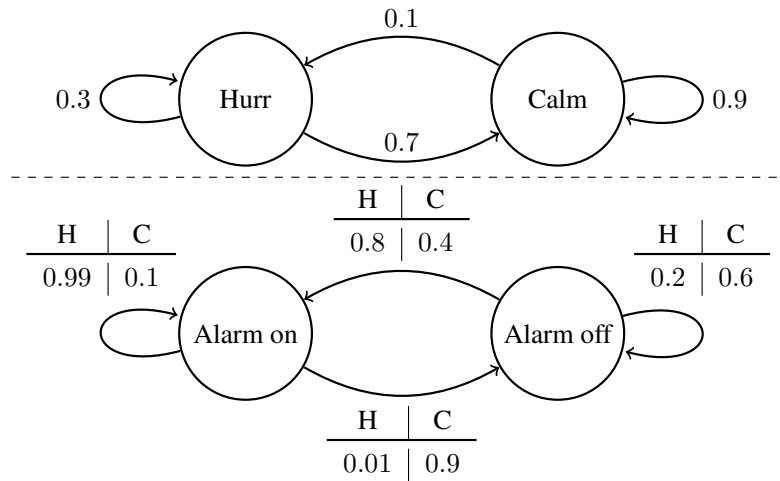 0.1
0.3 Hurr Calm 0.9
0.7
H C
0.8 0.4
H C
0.99 0.1
H C
0.2 0.6
Alarm on Alarm off
H C
0.01 0.9